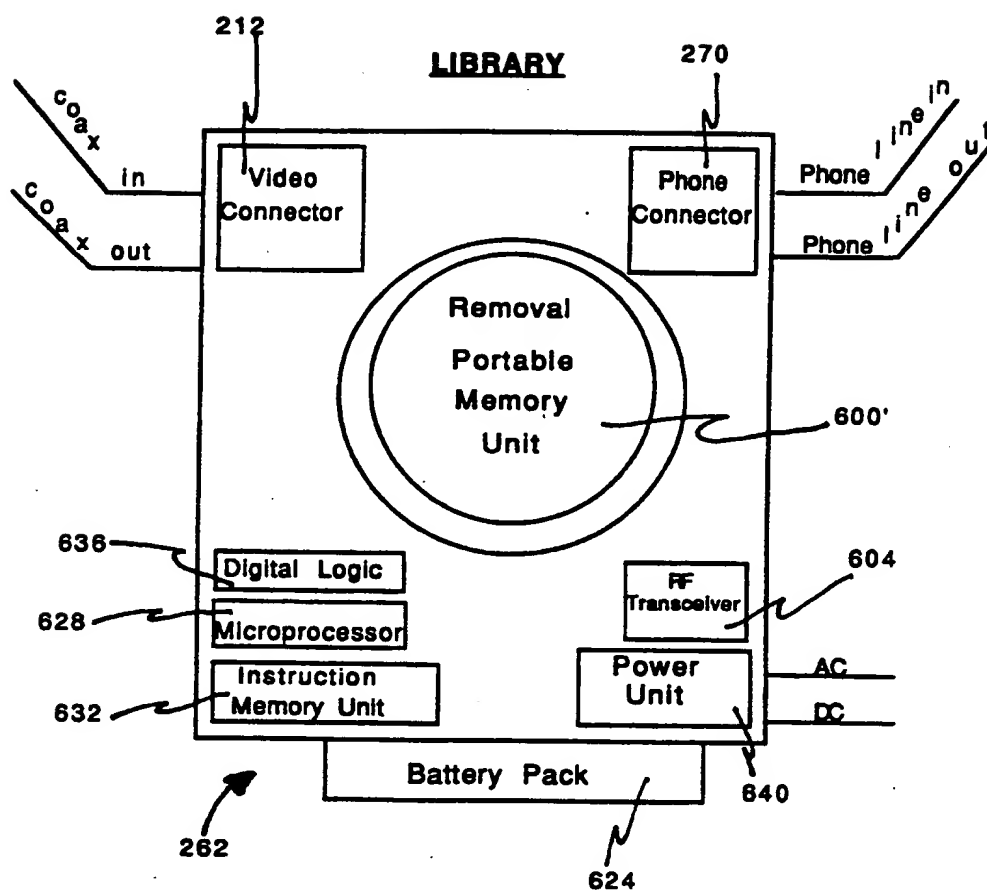 212
LIBRARY
270
coax in
coax out
Video
Connector
Phone
Connector
Phone line in
Phone line out
Removal
Portable
Memory
Unit
600'
636
Digital Logic
RF
Transceiver
604
628
Microprocessor
632
Instruction
Memory Unit
Power
Unit
AC
DC
Battery Pack
640
262
624